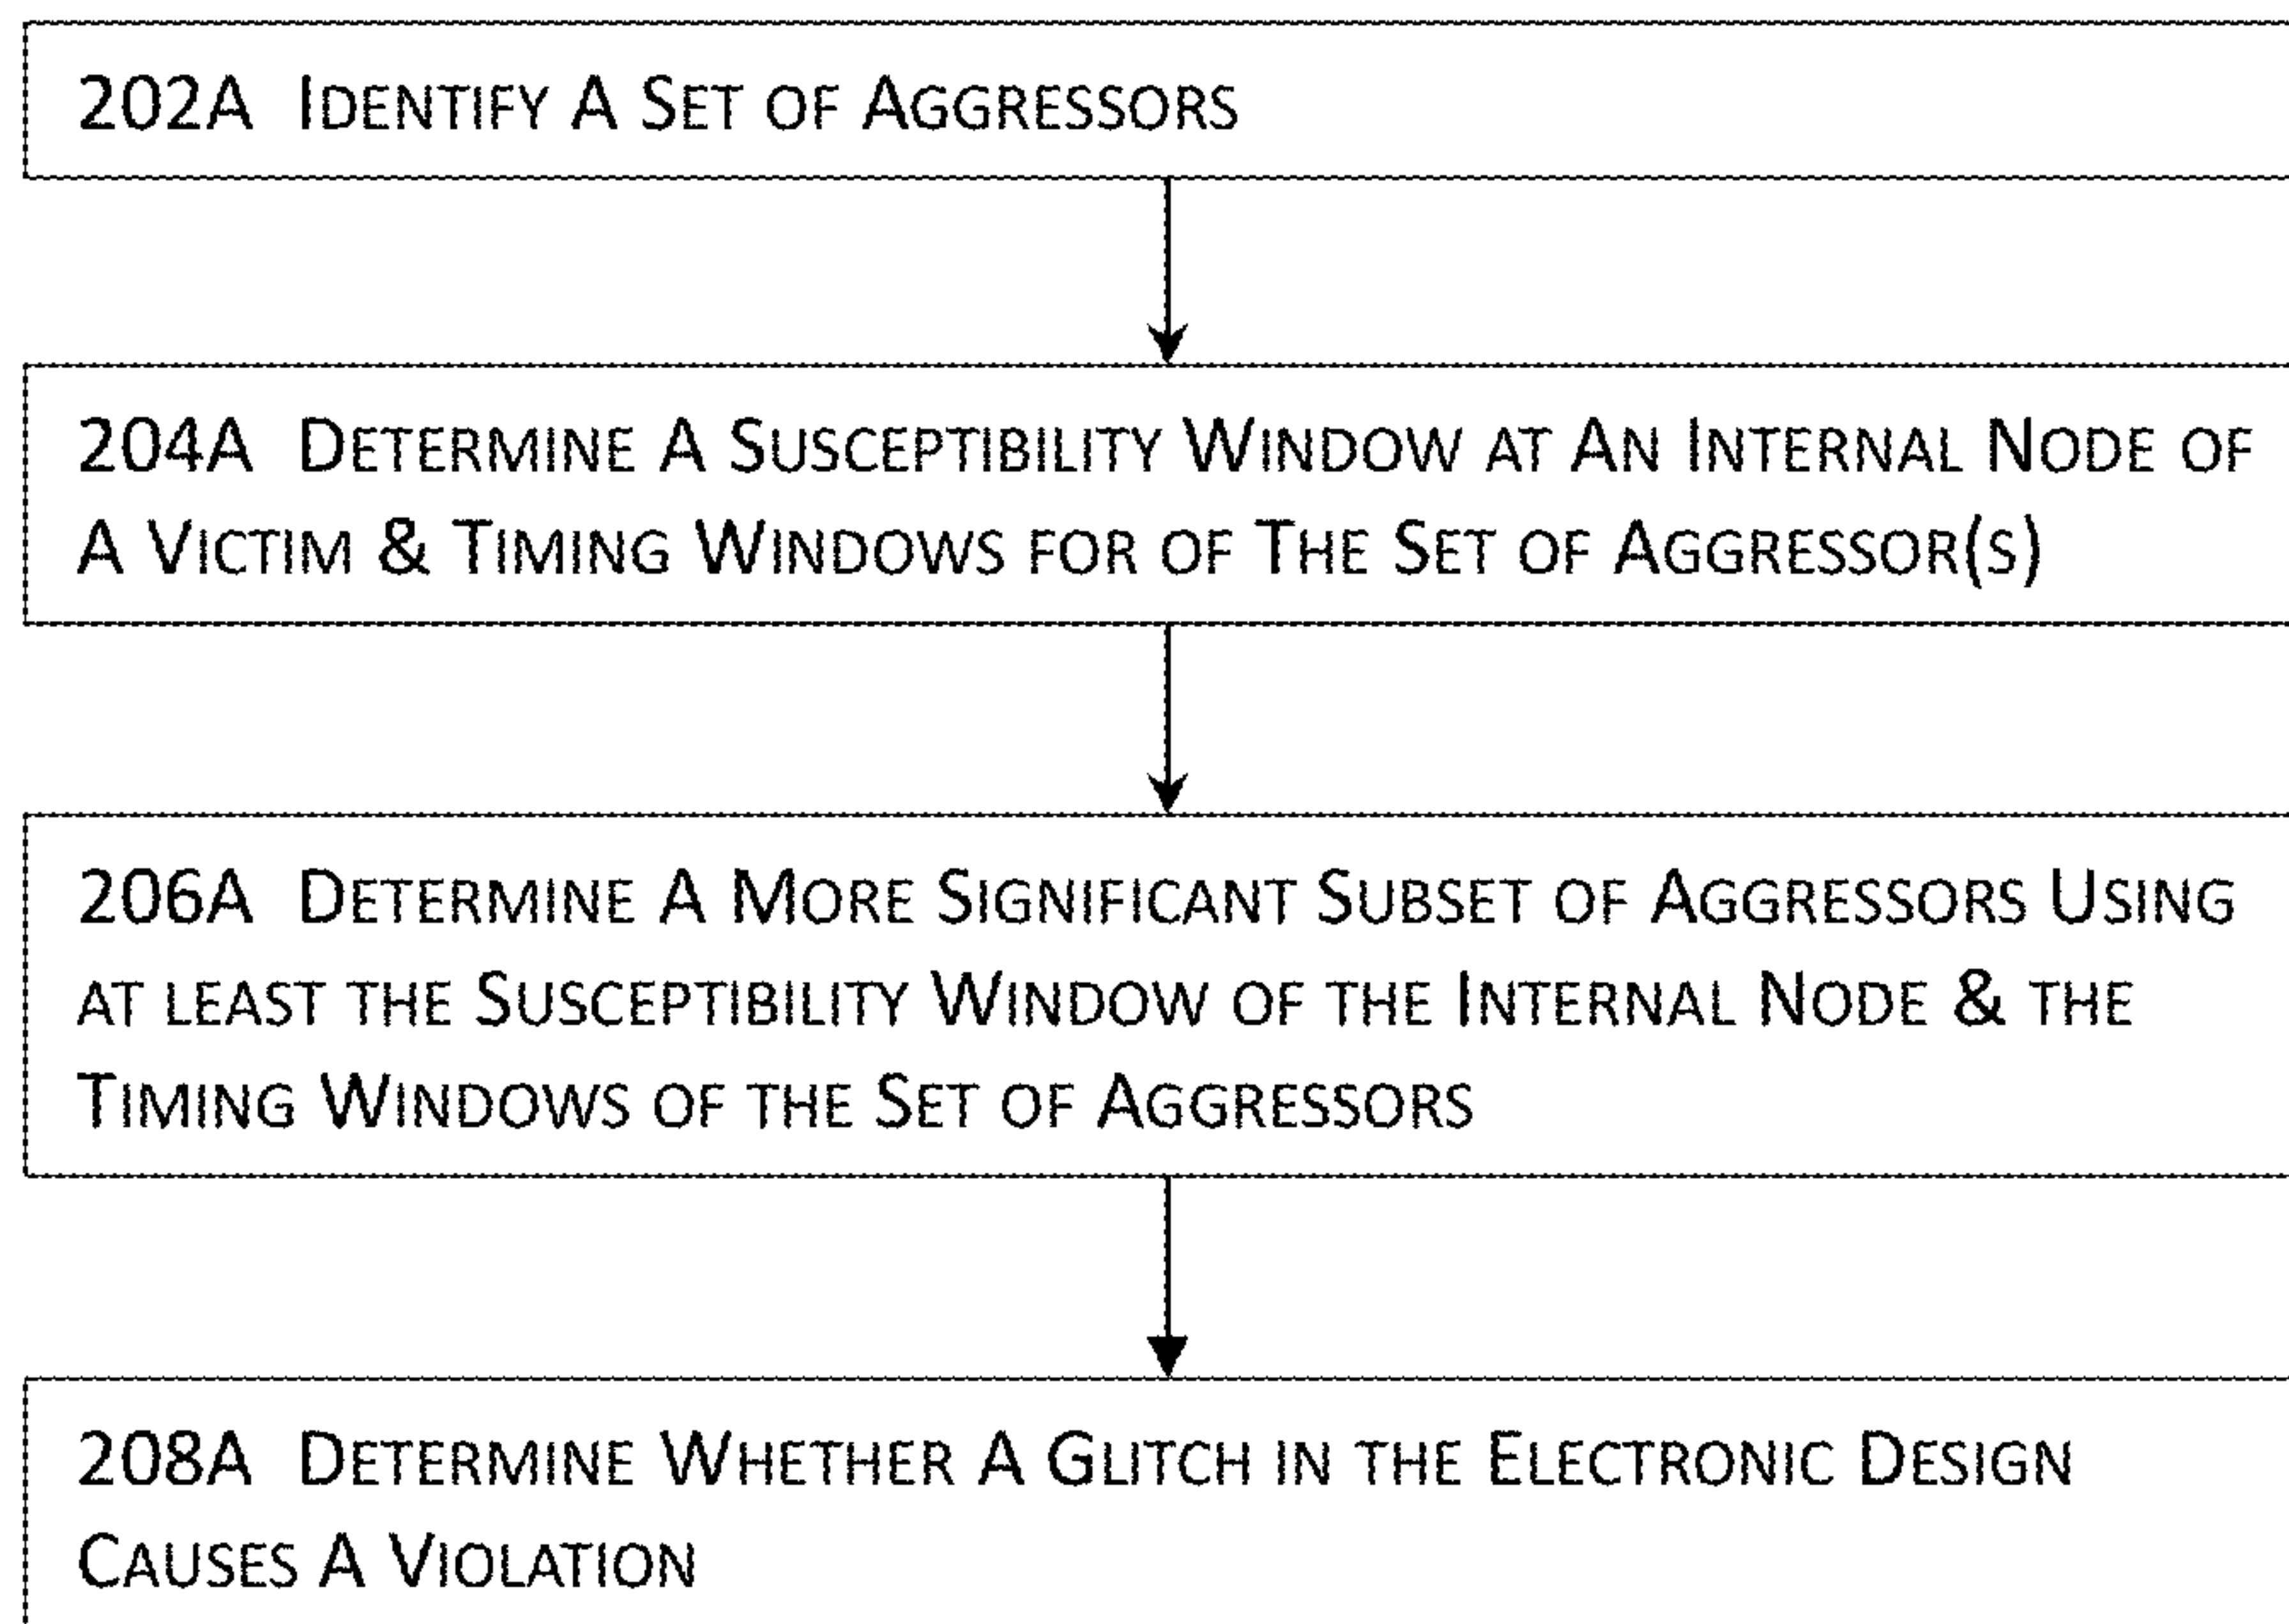 202A IDENTIFY A SET OF AGGRESSORS
204A DETERMINE A SUSCEPTIBILITY WINDOW AT AN INTERNAL NODE OF
A VICTIM & TIMING WINDOWS FOR OF THE SET OF AGGRESSOR(S)
206A DETERMINE A MORE SIGNIFICANT SUBSET OF AGGRESSORS USING
AT LEAST THE SUSCEPTIBILITY WINDOW OF THE INTERNAL NODE & THE
TIMING WINDOWS OF THE SET OF AGGRESSORS
208A DETERMINE WHETHER A GLITCH IN THE ELECTRONIC DESIGN
CAUSES A VIOLATION